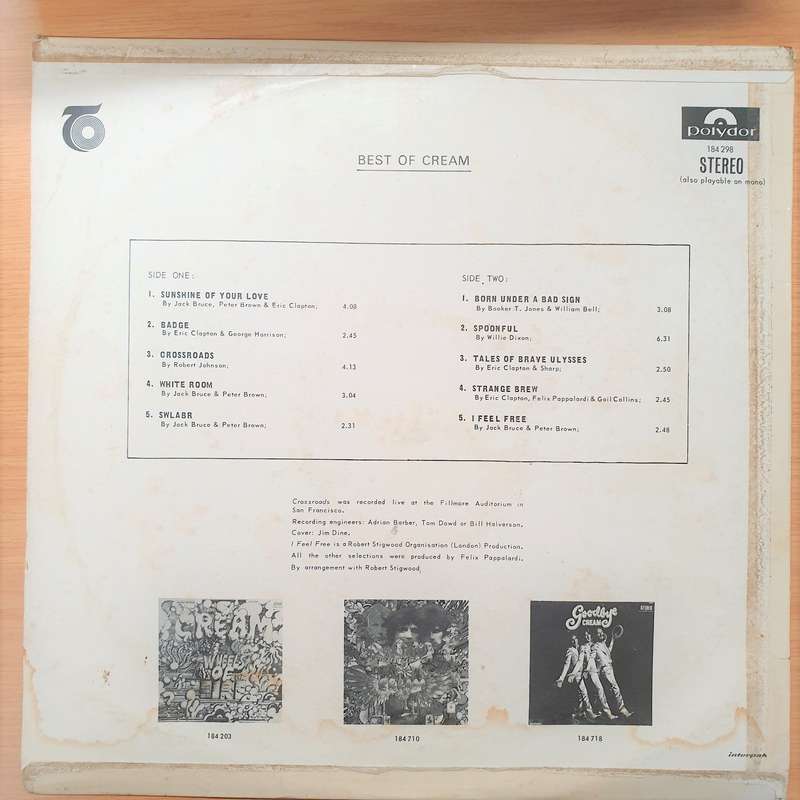 Polydor
184 298
STEREO
(also playable on mono)
BEST OF CREAM
SIDE ONE:
1. SUNSHINE OF YOUR LOVE
By Jack Bruce, Peter Brown & Eric Clapton; 4.08
2. BADGE
By Eric Clapton & George Harrison; 2.45
3. CROSSROADS
By Robert Johnson; 4.13
4. WHITE ROOM
By Jack Bruce & Peter Brown; 3.04
5. SWLABR
By Jack Bruce & Peter Brown; 2.31
SIDE TWO:
1. BORN UNDER A BAD SIGN
By Booker T. Jones & William Bell; 3.08
2. SPOONFUL
By Willie Dixon; 6.31
3. TALES OF BRAVE ULYSSES
By Eric Clapton & Sharp; 2.50
4. STRANGE BREW
By Eric Clapton, Felix Pappalardi & Gail Collins; 2.45
5. I FEEL FREE
By Jack Bruce & Peter Brown; 2.48
Crossroads was recorded live at the Fillmore Auditorium in
San Francisco.
Recording engineers: Adrian Barber, Tom Dowd or Bill Halverson.
Cover: Jim Dine.
I Feel Free is a Robert Stigwood Organisation (London) Production.
All the other selections were produced by Felix Pappalardi.
By arrangement with Robert Stigwood.
CREAM
WHEELS
OF
Goodbye
CREAM
STEREO
184 203
184 710
184 718
interpak